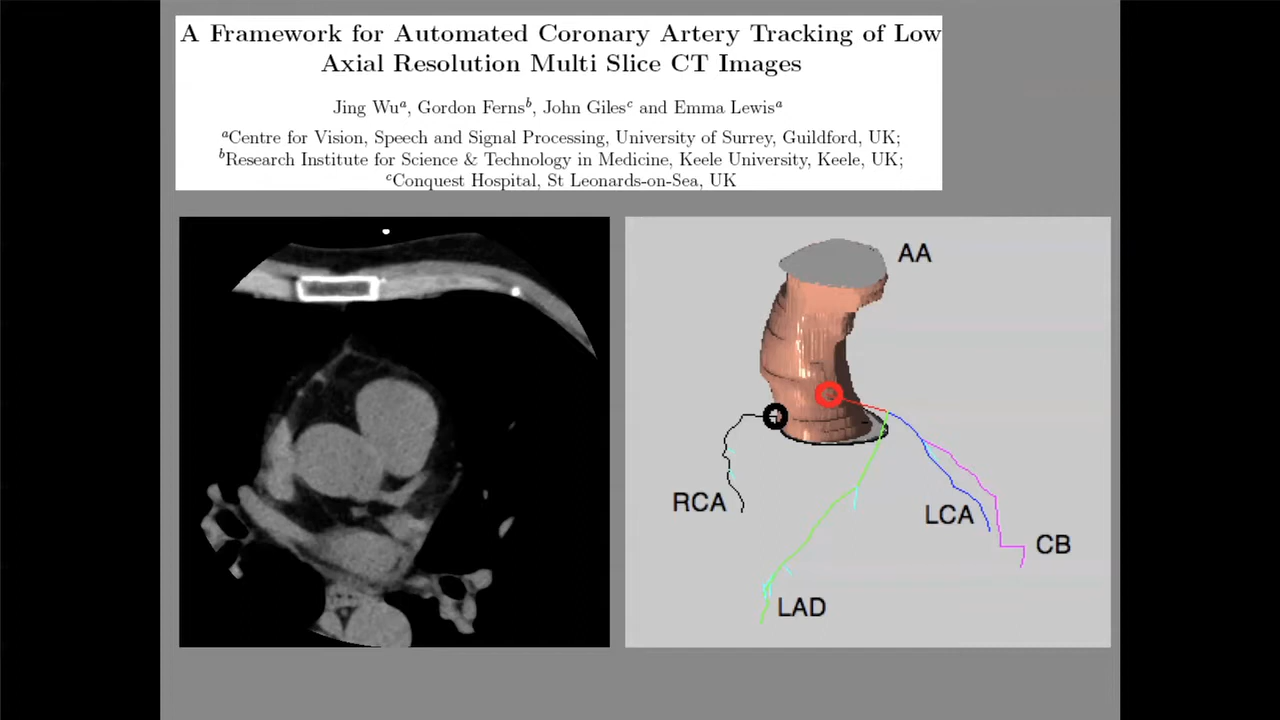 A Framework for Automated Coronary Artery Tracking of Low
Axial Resolution Multi Slice CT Images
Jing Wuᵃ, Gordon Fernsᵇ, John Gilesᶜ and Emma Lewisᵃ
ᵃCentre for Vision, Speech and Signal Processing, University of Surrey, Guildford, UK;
ᵇResearch Institute for Science & Technology in Medicine, Keele University, Keele, UK;
ᶜConquest Hospital, St Leonards-on-Sea, UK
AA
RCA
LCA
CB
LAD